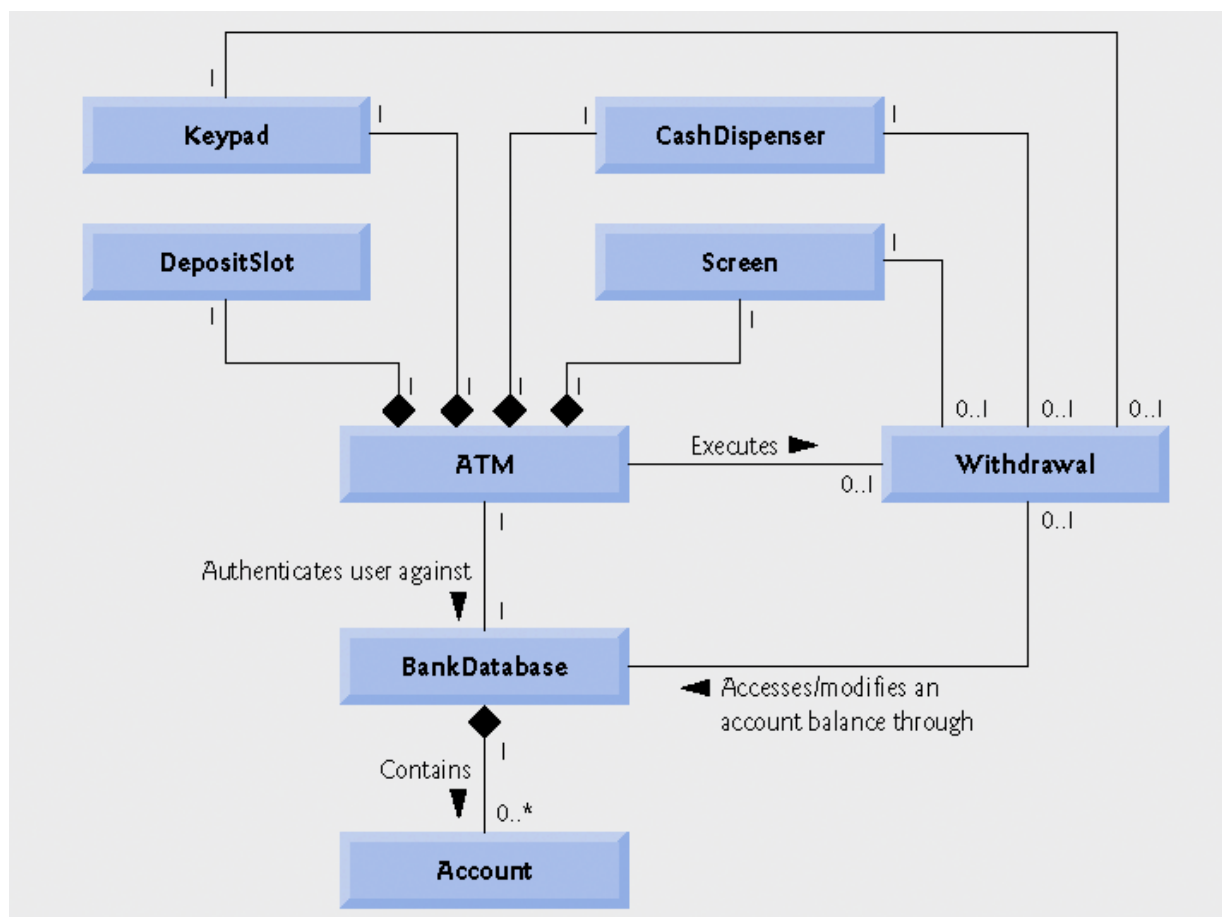 1
Keypad
1
1
CashDispenser
1
DepositSlot
1
Screen
1
1
1
1
1
1
0..1
0..1
0..1
ATM
Executes
0..1
Withdrawal
1
0..1
Authenticates user against
1
BankDatabase
Accesses/modifies an
account balance through
1
Contains
0..*
Account